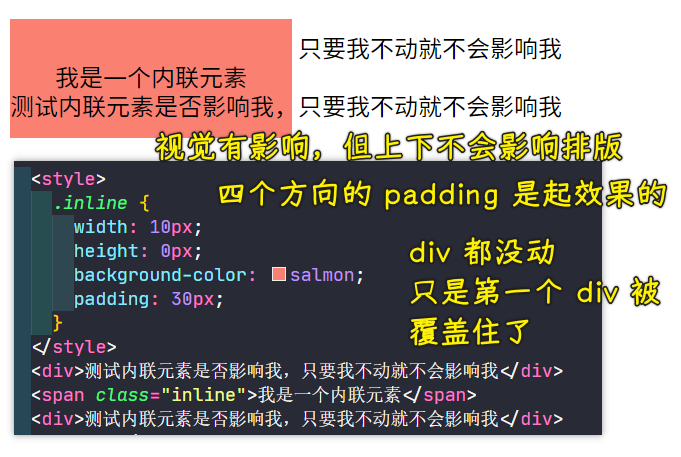 只要我不动就不会影响我
我是一个内联元素
测试内联元素是否影响我，只要我不动就不会影响我
视觉有影响，但上下不会影响排版
四个方向的 padding 是起效果的
div 都没动
只是第一个 div 被
覆盖住了
<style>
.inline {
width: 10px;
height: 0px;
background-color: salmon;
padding: 30px;
}
</style>
<div>测试内联元素是否影响我，只要我不动就不会影响我</div>
<span class="inline">我是一个内联元素</span>
<div>测试内联元素是否影响我，只要我不动就不会影响我</div>